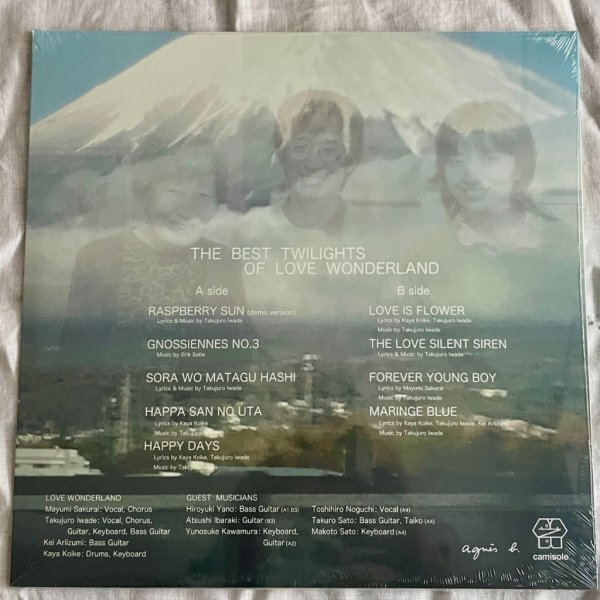 THE BEST TWILIGHTS
OF LOVE WONDERLAND
A side
RASPBERRY SUN (demo version)
Lyrics & Music by Takujuro Iwade
GNOSSIENNES NO.3
Music by Erik Satie
SORA WO MATAGU HASHI
Lyrics & Music by Takujuro Iwade
HAPPA SAN NO UTA
Lyrics by Kaya Koike
Music by Takujuro Iwade
HAPPY DAYS
Lyrics by Kaya Koike, Takujuro Iwade
Music by Takujuro Iwade
B side
LOVE IS FLOWER
Lyrics by Kaya Koike, Takujuro Iwade
Music by Takujuro Iwade
THE LOVE SILENT SIREN
Lyrics & Music by Takujuro Iwade
FOREVER YOUNG BOY
Lyrics by Mayumi Sakurai
Music by Takujuro Iwade
MARINGE BLUE
Lyrics by Kaya Koike, Takujuro Iwade, Kei Ariizumi
Music by Takujuro Iwade
LOVE WONDERLAND
Mayumi Sakurai: Vocal, Chorus
Takujuro Iwade: Vocal, Chorus,
Guitar, Keyboard, Bass Guitar
Kei Ariizumi: Bass Guitar
Kaya Koike: Drums, Keyboard
GUEST MUSICIANS
Hiroyuki Yano: Bass Guitar (A1.B3)
Atsushi Ibaraki: Guitar (B3)
Yunosuke Kawamura: Keyboard,
Guitar (A2)
Toshihiro Noguchi: Vocal (A4)
Takuro Sato: Bass Guitar, Taiko (A4)
Makoto Sato: Keyboard (A4)
agnès b.
camisole